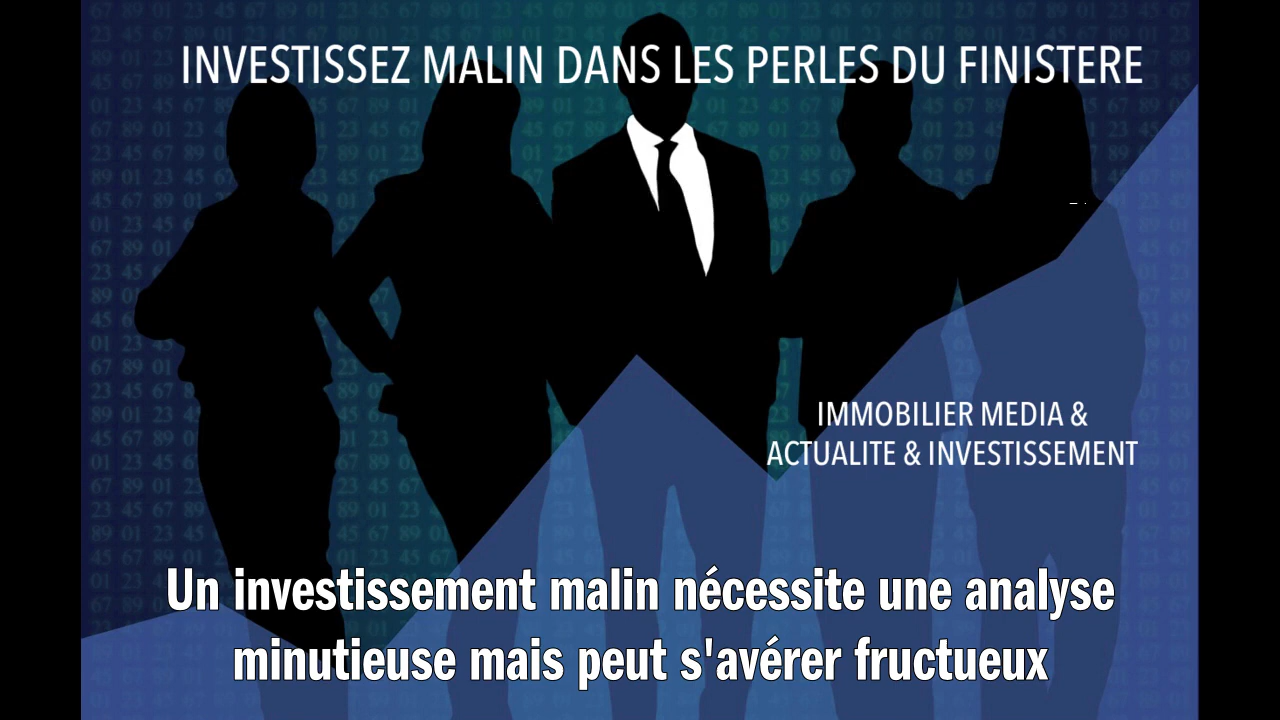 INVESTISSEZ MALIN DANS LES PERLES DU FINISTERE
IMMOBILIER MEDIA &
ACTUALITE & INVESTISSEMENT
Un investissement malin nécessite une analyse
minutieuse mais peut s'avérer fructueux